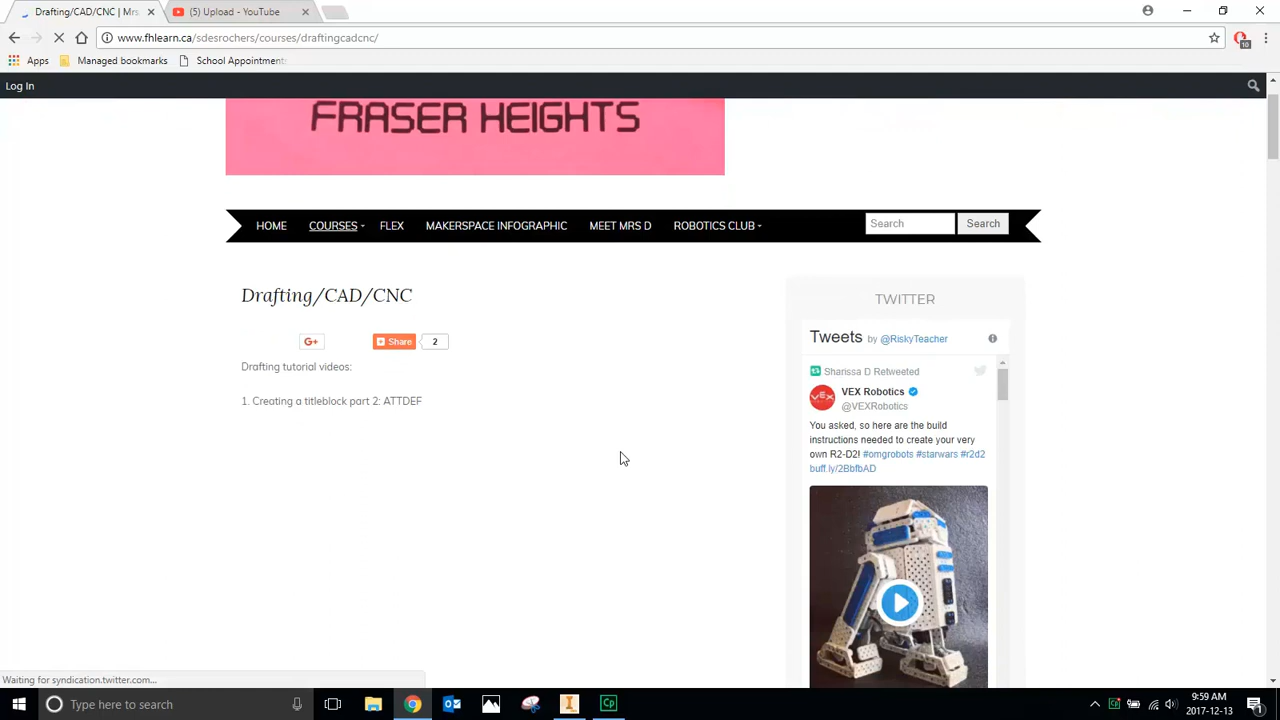 Drafting/CAD/CNC | Mrs
(5) Upload - YouTube
www.fhlearn.ca/sdesrochers/courses/draftingcadcnc/
10
Apps
Managed bookmarks
School Appointment
Log In
FRASER HEIGHTS
HOME
COURSES
FLEX
MAKERSPACE INFOGRAPHIC
MEET MRS D
ROBOTICS CLUB
Search
Search
Drafting/CAD/CNC
TWITTER
G+
Share
2
Tweets by @RiskyTeacher
Drafting tutorial videos:
Sharissa D Retweeted
VEX Robotics
@VEXRobotics
1. Creating a titleblock part 2: ATTDEF
You asked, so here are the build
instructions needed to create your very
own R2-D2! #omgrobots #starwars #r2d2
buff.ly/2BbfbAD
Waiting for syndication.twitter.com...
Type here to search
Cp
9:59 AM
2017-12-13